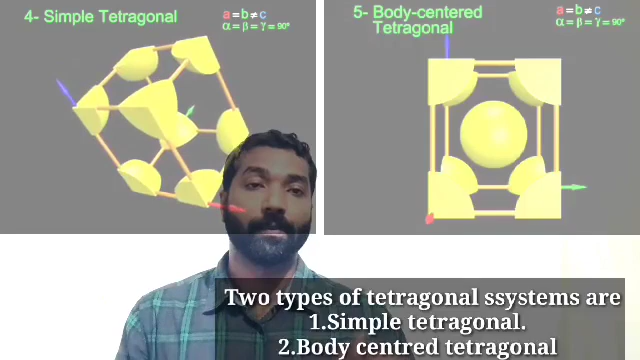 4- Simple Tetragonal
a=b≠c
α=β=γ=90°
5- Body-centered
Tetragonal
a=b≠c
α=β=γ=90°
Two types of tetragonal ssystems are
1.Simple tetragonal.
2.Body centred tetragonal